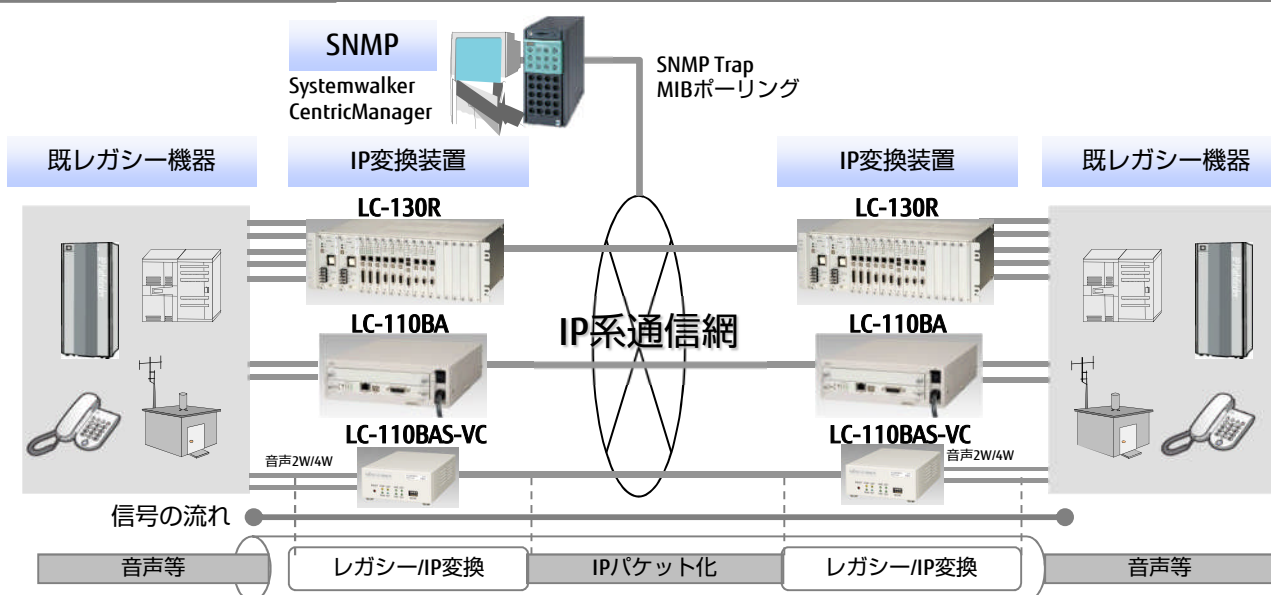 SNMP
Systemwalker
CentricManager
SNMP Trap
MIBポーリング
既レガシー機器
IP変換装置
IP変換装置
既レガシー機器
LC-130R
LC-130R
IP系通信網
LC-110BA
LC-110BA
LC-110BAS-VC
LC-110BAS-VC
音声2W/4W
音声2W/4W
信号の流れ
音声等
レガシー/IP変換
IPパケット化
レガシー/IP変換
音声等